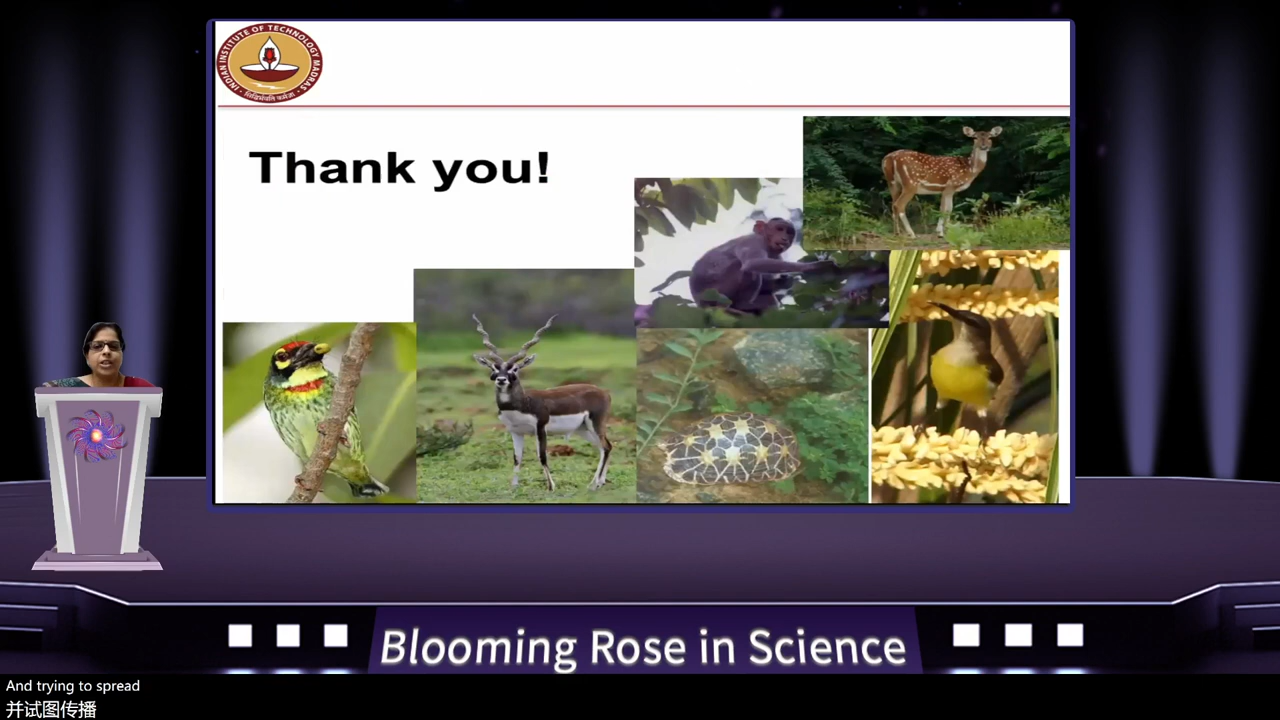 INDIAN INSTITUTE OF TECHNOLOGY MADRAS
Thank you!
Blooming Rose in Science
And trying to spread
并试图传播